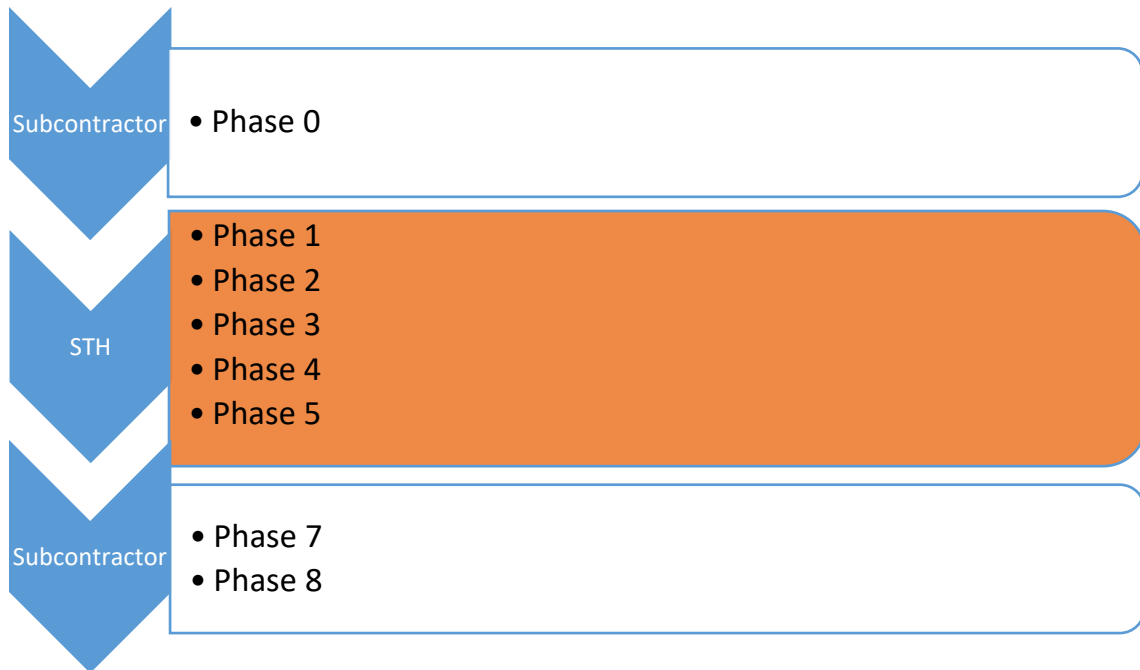 Subcontractor
• Phase 0
STH
• Phase 1
• Phase 2
• Phase 3
• Phase 4
• Phase 5
Subcontractor
• Phase 7
• Phase 8